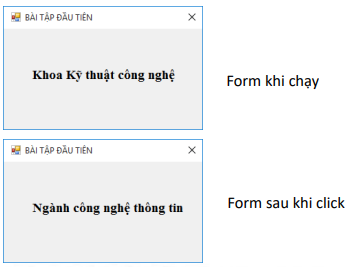 BÀI TẬP ĐẦU TIÊN
Khoa Kỹ thuật công nghệ
Form khi chạy
BÀI TẬP ĐẦU TIÊN
Ngành công nghệ thông tin
Form sau khi click